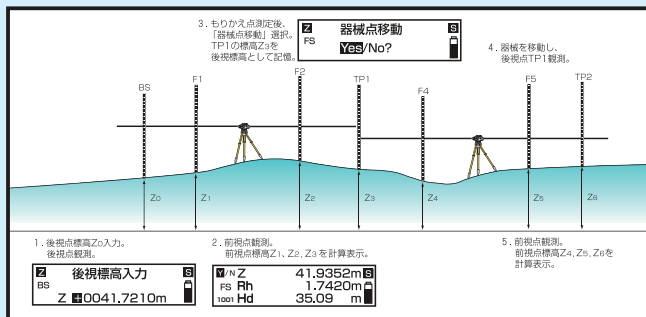 3．もりかえ点測定後、
「器械点移動」選択。
TP1の標高Z3を
後視標高として記憶。
Z 器械点移動 S
FS Yes/No?
4．器械を移動し、
後視点TP1観測。
BS F1 F2 TP1 F4 F5 TP2
Z0 Z1 Z2 Z3 Z4 Z5 Z6
1．後視点標高Z0入力。
後視点観測。
Z 後視標高入力 S
BS
Z +0041.7210m
2．前視点観測。
前視点標高Z1, Z2, Z3を計算表示。
Y/N Z 41.9352m S
FS Rh 1.7420m
1001 Hd 35.09 m
5．前視点観測。
前視点標高Z4, Z5, Z6を
計算表示。